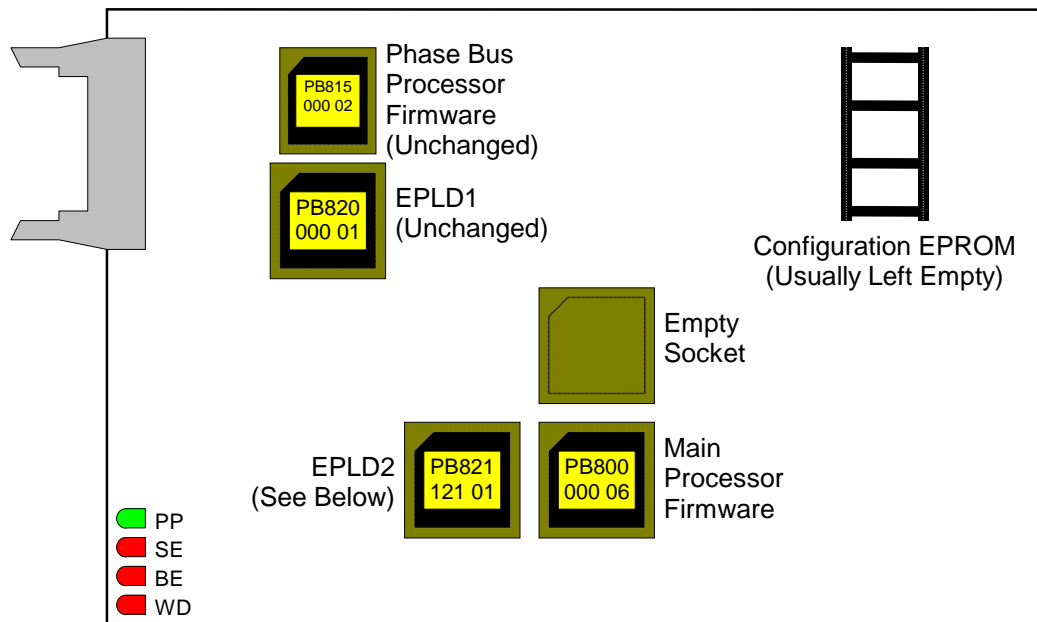 PB815
000 02
Phase Bus
Processor
Firmware
(Unchanged)
PB820
000 01
EPLD1
(Unchanged)
Configuration EPROM
(Usually Left Empty)
Empty
Socket
EPLD2
(See Below)
PB821
121 01
PB800
000 06
Main
Processor
Firmware
PP
SE
BE
WD